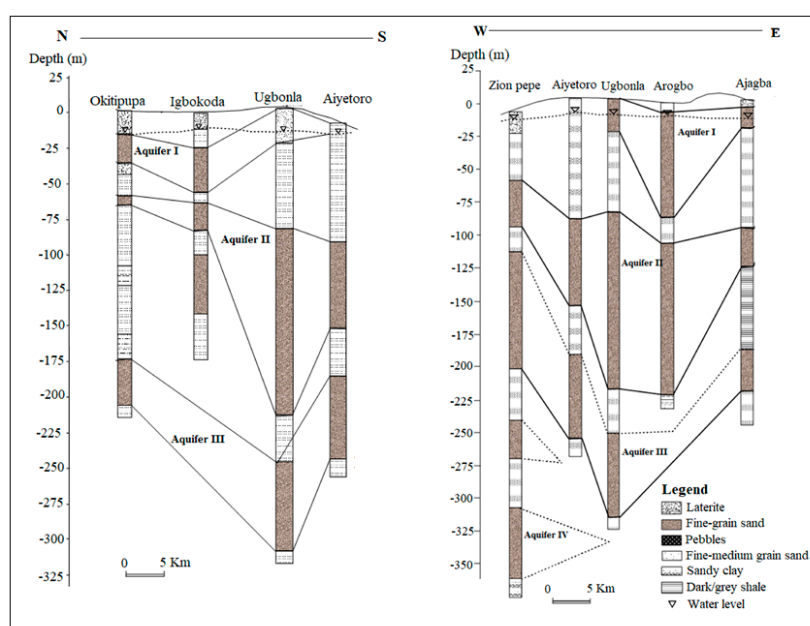 N S
Depth (m)
Okitipupa Igbokoda Ugbonla Aiyetoro
25
0
-25
-50
-75
-100
-125
-150
-175
-200
-225
-250
-275
-300
-325
Aquifer I
Aquifer II
Aquifer III
0 5 Km
W E
Depth (m)
Zion pepe Aiyetoro Ugbonla Arogbo Ajagba
25
0
-25
-50
-75
-100
-125
-150
-175
-200
-225
-250
-275
-300
-325
-350
Aquifer I
Aquifer II
Aquifer III
Aquifer IV
0 5 Km
Legend
Laterite
Fine-grain sand
Pebbles
Fine-medium grain sand
Sandy clay
Dark/grey shale
Water level